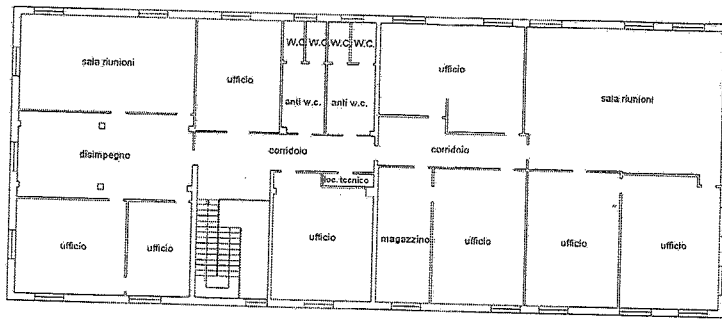 W.C. W.C. W.C. W.C.
sala riunioni
ufficio
ufficio
sala riunioni
anti w.c. anti w.c.
disimpegno
corridoio
corridoio
loc. tecnico
ufficio
ufficio
ufficio
magazzino
ufficio
ufficio
ufficio